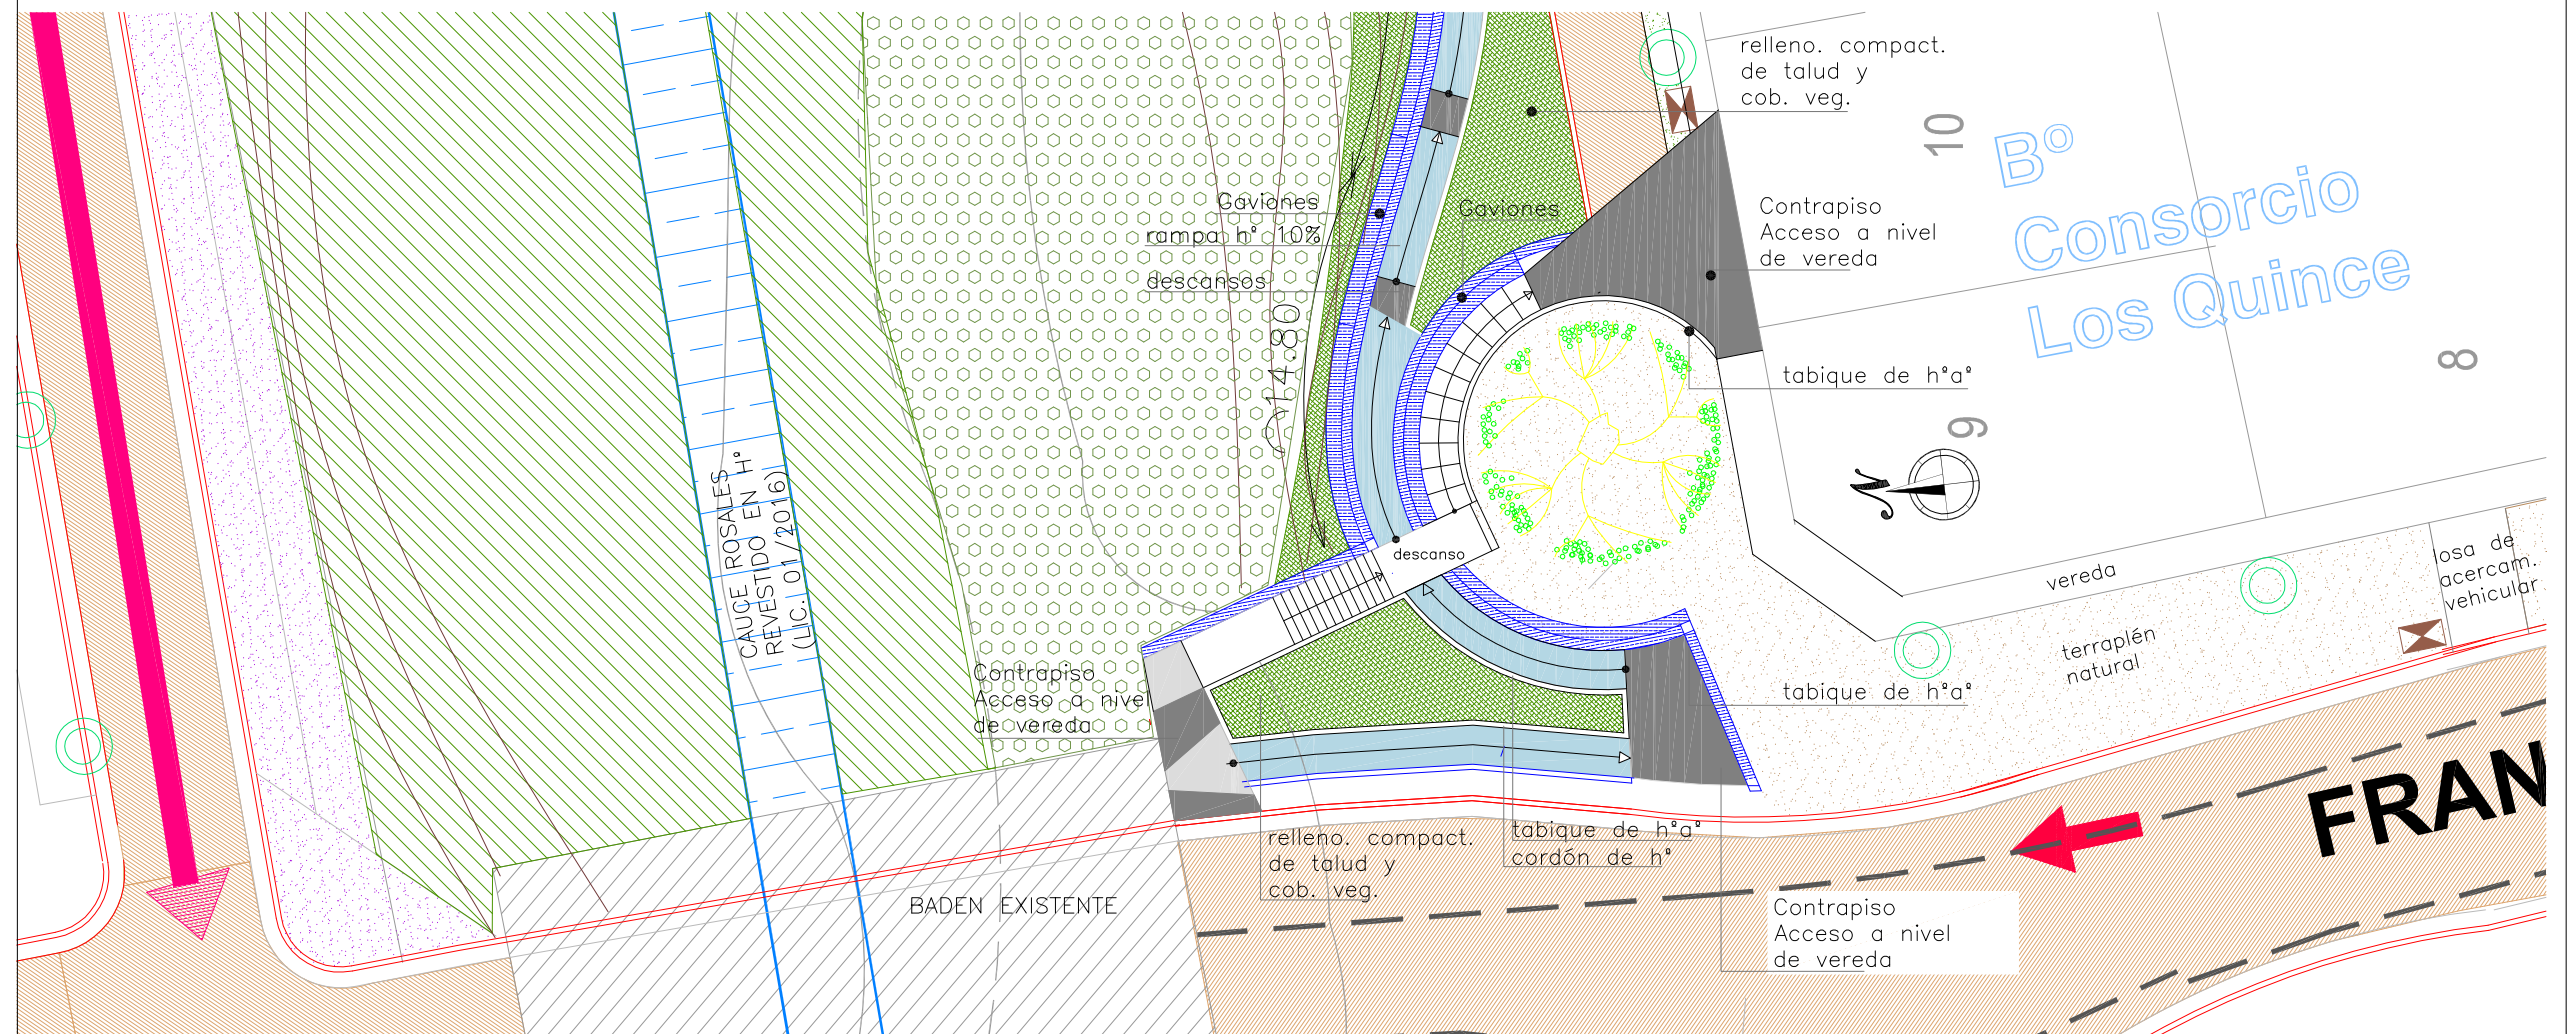 relleno. compact.
de talud y
cob. veg.
10
Bº
Consorcio
Los Quince
Gaviones
rampa hº 10%
descansos
Gaviones
Contrapiso
Acceso a nivel
de vereda
14.80
tabique de hºaº
8
9
CAUCE ROSALES
REVESTIDO EN Hº
(LIC. 01/2016)
descanso
vereda
losa de
acercam.
vehicular
terraplén
natural
Contrapiso
Acceso a nivel
de vereda
tabique de hºaº
FRAN
relleno. compact.
de talud y
cob. veg.
tabique de hºaº
cordón de hº
BADEN EXISTENTE
Contrapiso
Acceso a nivel
de vereda